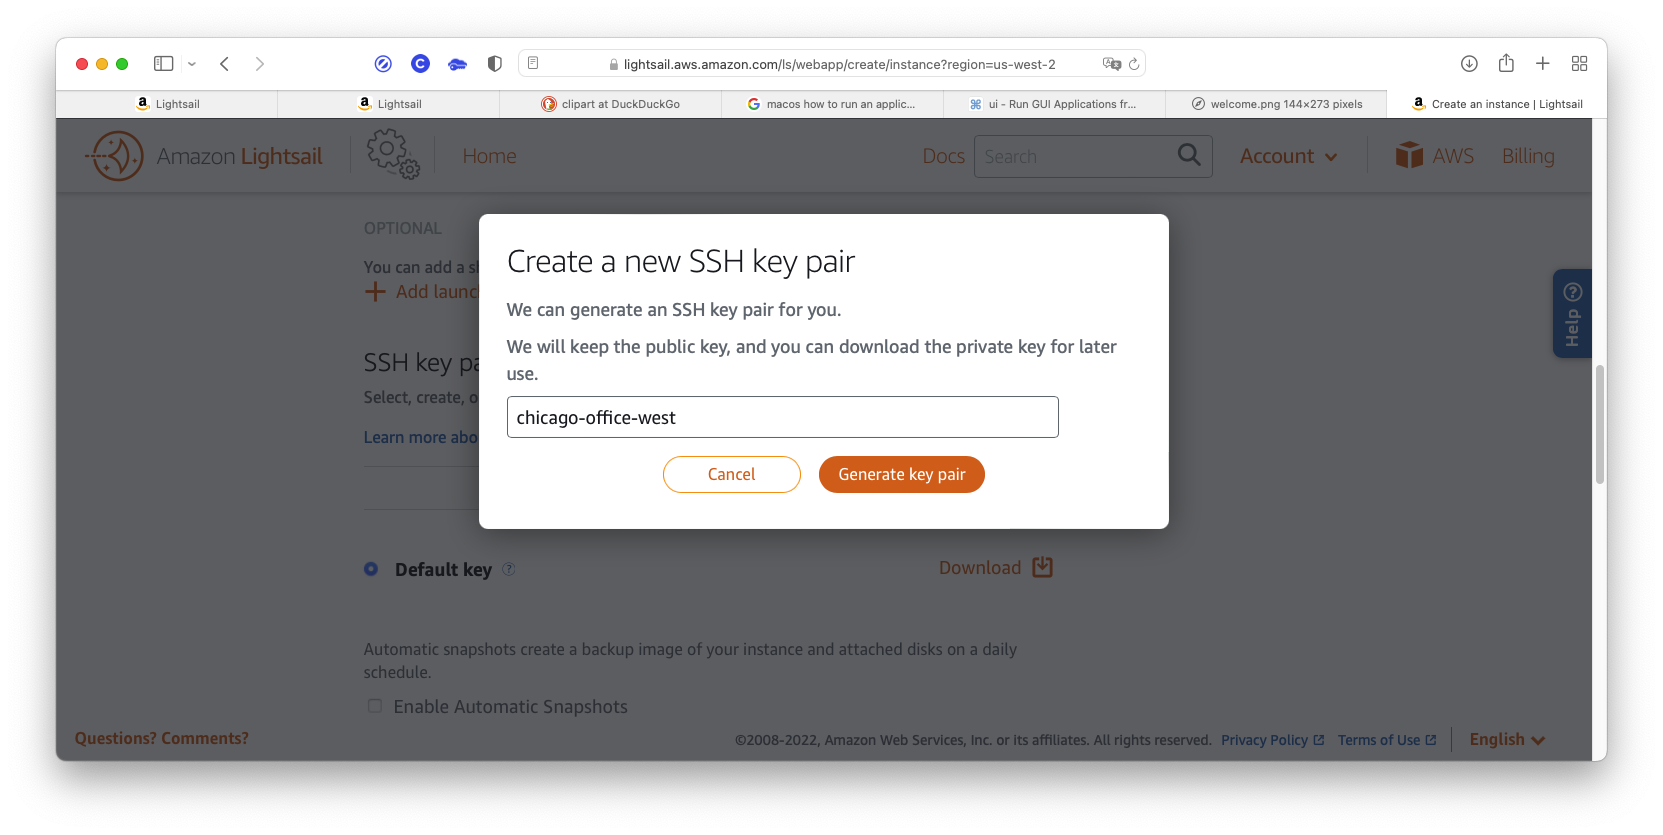 lightsail.aws.amazon.com/ls/webapp/create/instance?region=us-west-2
Lightsail
Lightsail
clipart at DuckDuckGo
macos how to run an applic...
ui - Run GUI Applications fr...
welcome.png 144×273 pixels
Create an instance | Lightsail
Amazon Lightsail
Home
Docs
Search
Account
AWS
Billing
OPTIONAL
You can add a s
Add launc
SSH key pa
Select, create, o
Learn more abo
Create a new SSH key pair
We can generate an SSH key pair for you.
We will keep the public key, and you can download the private key for later
use.
chicago-office-west
Cancel
Generate key pair
Help
Default key
Download
Automatic snapshots create a backup image of your instance and attached disks on a daily
schedule.
Enable Automatic Snapshots
Questions? Comments?
©2008-2022, Amazon Web Services, Inc. or its affiliates. All rights reserved.
Privacy Policy
Terms of Use
English